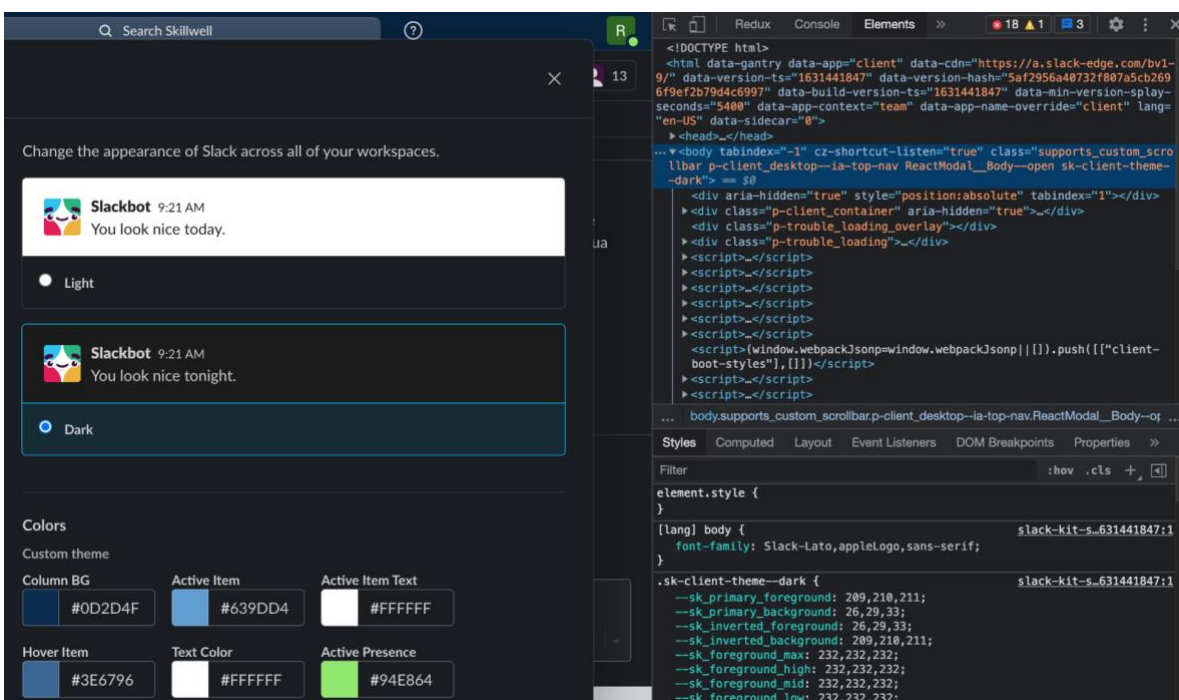 Search Skillwell
R
13
Change the appearance of Slack across all of your workspaces.
Slackbot 9:21 AM
You look nice today.
Light
Slackbot 9:21 AM
You look nice tonight.
Dark
Colors
Custom theme
Column BG
#0D2D4F
Active Item
#639DD4
Active Item Text
#FFFFFF
Hover Item
#3E6796
Text Color
#FFFFFF
Active Presence
#94E864
ua
Redux Console Elements » 18 1 3
<!DOCTYPE html>
<html data-gantry data-app="client" data-cdn="https://a.slack-edge.com/bv1-
9/" data-version-ts="1631441847" data-version-hash="5af2956a40732f807a5cb269
6f9ef2b79d4c6997" data-build-version-ts="1631441847" data-min-version-splay-
seconds="5400" data-app-context="team" data-app-name-override="client" lang=
"en-US" data-sidecar="0">
<head>…</head>
<body tabindex="-1" cz-shortcut-listen="true" class="supports_custom_scro
llbar p-client_desktop--ia-top-nav ReactModal__Body--open sk-client-theme-
-dark"> == $0
<div aria-hidden="true" style="position:absolute" tabindex="1"></div>
<div class="p-client_container" aria-hidden="true">…</div>
<div class="p-trouble_loading_overlay"></div>
<div class="p-trouble_loading">…</div>
<script>…</script>
<script>…</script>
<script>…</script>
<script>…</script>
<script>…</script>
<script>…</script>
<script>(window.webpackJsonp=window.webpackJsonp||[]).push([["client-
boot-styles"],[]])</script>
<script>…</script>
<script>…</script>
... body.supports_custom_scrollbar.p-client_desktop--ia-top-nav.ReactModal__Body--op ...
Styles Computed Layout Event Listeners DOM Breakpoints Properties »
Filter :hov .cls +
element.style {
}
[lang] body { slack-kit-s…631441847:1
font-family: Slack-Lato,appleLogo,sans-serif;
}
.sk-client-theme--dark { slack-kit-s…631441847:1
--sk_primary_foreground: 209,210,211;
--sk_primary_background: 26,29,33;
--sk_inverted_foreground: 26,29,33;
--sk_inverted_background: 209,210,211;
--sk_foreground_max: 232,232,232;
--sk_foreground_high: 232,232,232;
--sk_foreground_mid: 232,232,232;
--sk_foreground_low: 232,232,232;